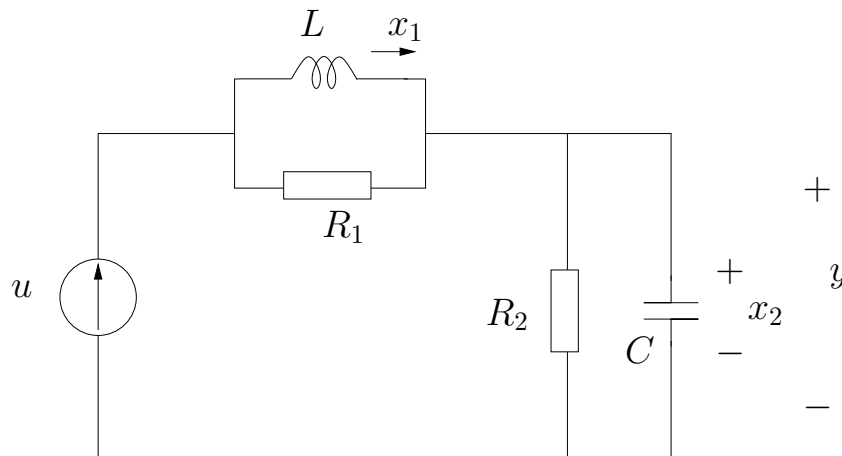 L x₁
R₁
+
u + y
R₂ x₂
C −
−